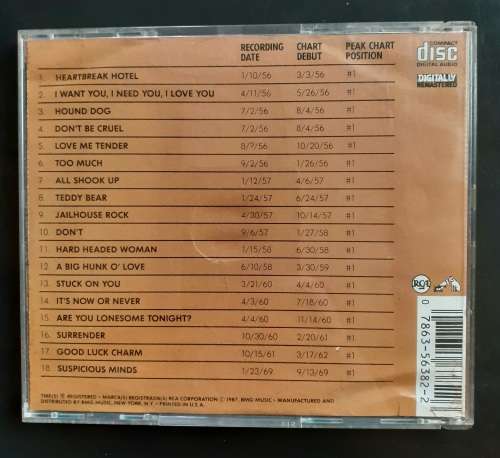 RECORDING DATE CHART DEBUT PEAK CHART POSITION
1. HEARTBREAK HOTEL 1/10/56 3/3/56 #1
2. I WANT YOU, I NEED YOU, I LOVE YOU 4/11/56 5/26/56 #1
3. HOUND DOG 7/2/56 8/4/56 #1
4. DON'T BE CRUEL 7/2/56 8/4/56 #1
5. LOVE ME TENDER 8/?/56 10/20/56 #1
6. TOO MUCH 9/2/56 1/26/56 #1
7. ALL SHOOK UP 1/12/57 4/6/57 #1
8. TEDDY BEAR 1/24/57 6/24/57 #1
9. JAILHOUSE ROCK 4/30/57 10/14/57 #1
10. DON'T 9/6/57 1/27/58 #1
11. HARD HEADED WOMAN 1/15/58 6/30/58 #1
12. A BIG HUNK O' LOVE 6/10/58 3/30/59 #1
13. STUCK ON YOU 3/21/60 4/4/60 #1
14. IT'S NOW OR NEVER 4/3/60 7/18/60 #1
15. ARE YOU LONESOME TONIGHT? 4/4/60 11/14/60 #1
16. SURRENDER 10/30/60 2/20/61 #1
17. GOOD LUCK CHARM 10/15/61 3/17/62 #1
18. SUSPICIOUS MINDS 1/23/69 9/13/69 #1
COMPACT
disc
DIGITAL AUDIO
DIGITALLY
REMASTERED
RCA
0 7863-56382-2
TMK(S) ® REGISTERED • MARCA(S) REGISTRADA(S) RCA CORPORATION © 1987, BMG MUSIC • MANUFACTURED AND
DISTRIBUTED BY BMG MUSIC, NEW YORK, N.Y. • PRINTED IN U.S.A.